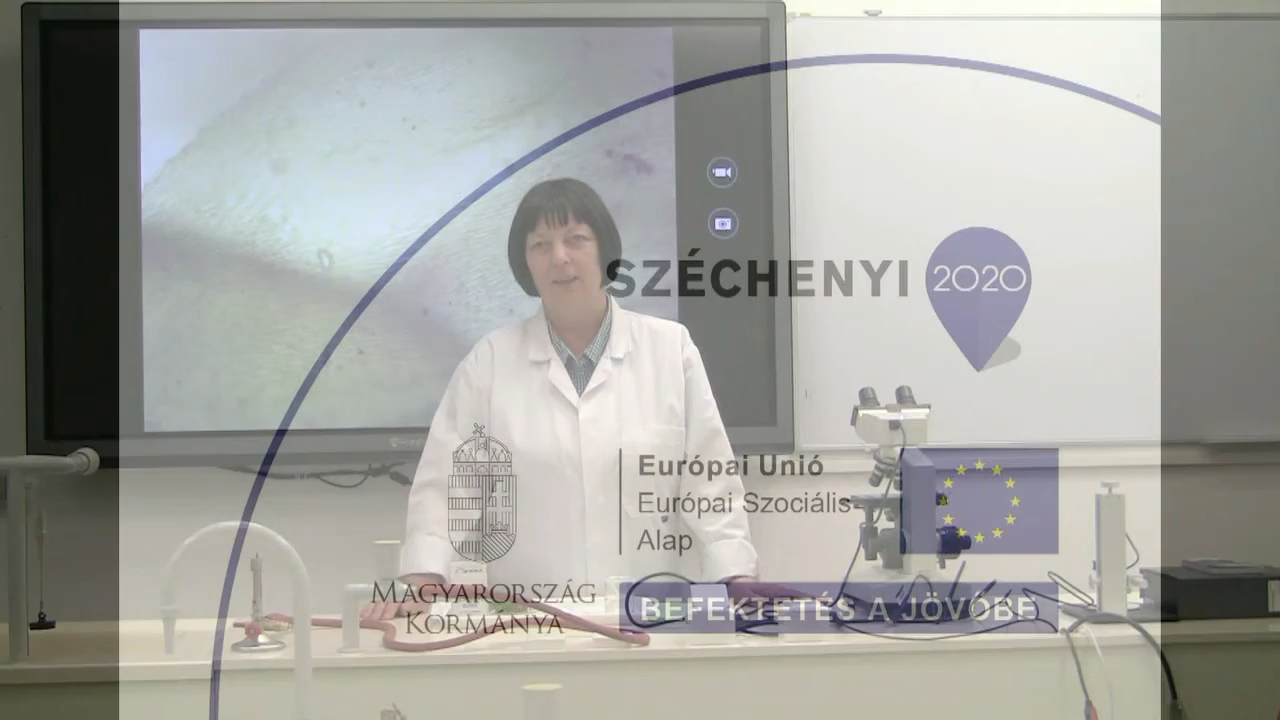 SZÉCHENYI 2020
Európai Unió
Európai Szociális
Alap
MAGYARORSZÁG
KORMÁNYA
BEFEKTETÉS A JÖVŐBE